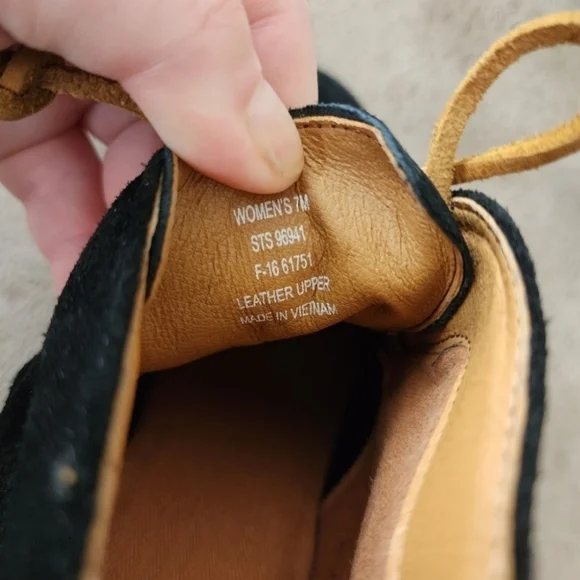 WOMEN'S 7M
STS 96941
F-16 61751
LEATHER UPPER
MADE IN VIETNAM